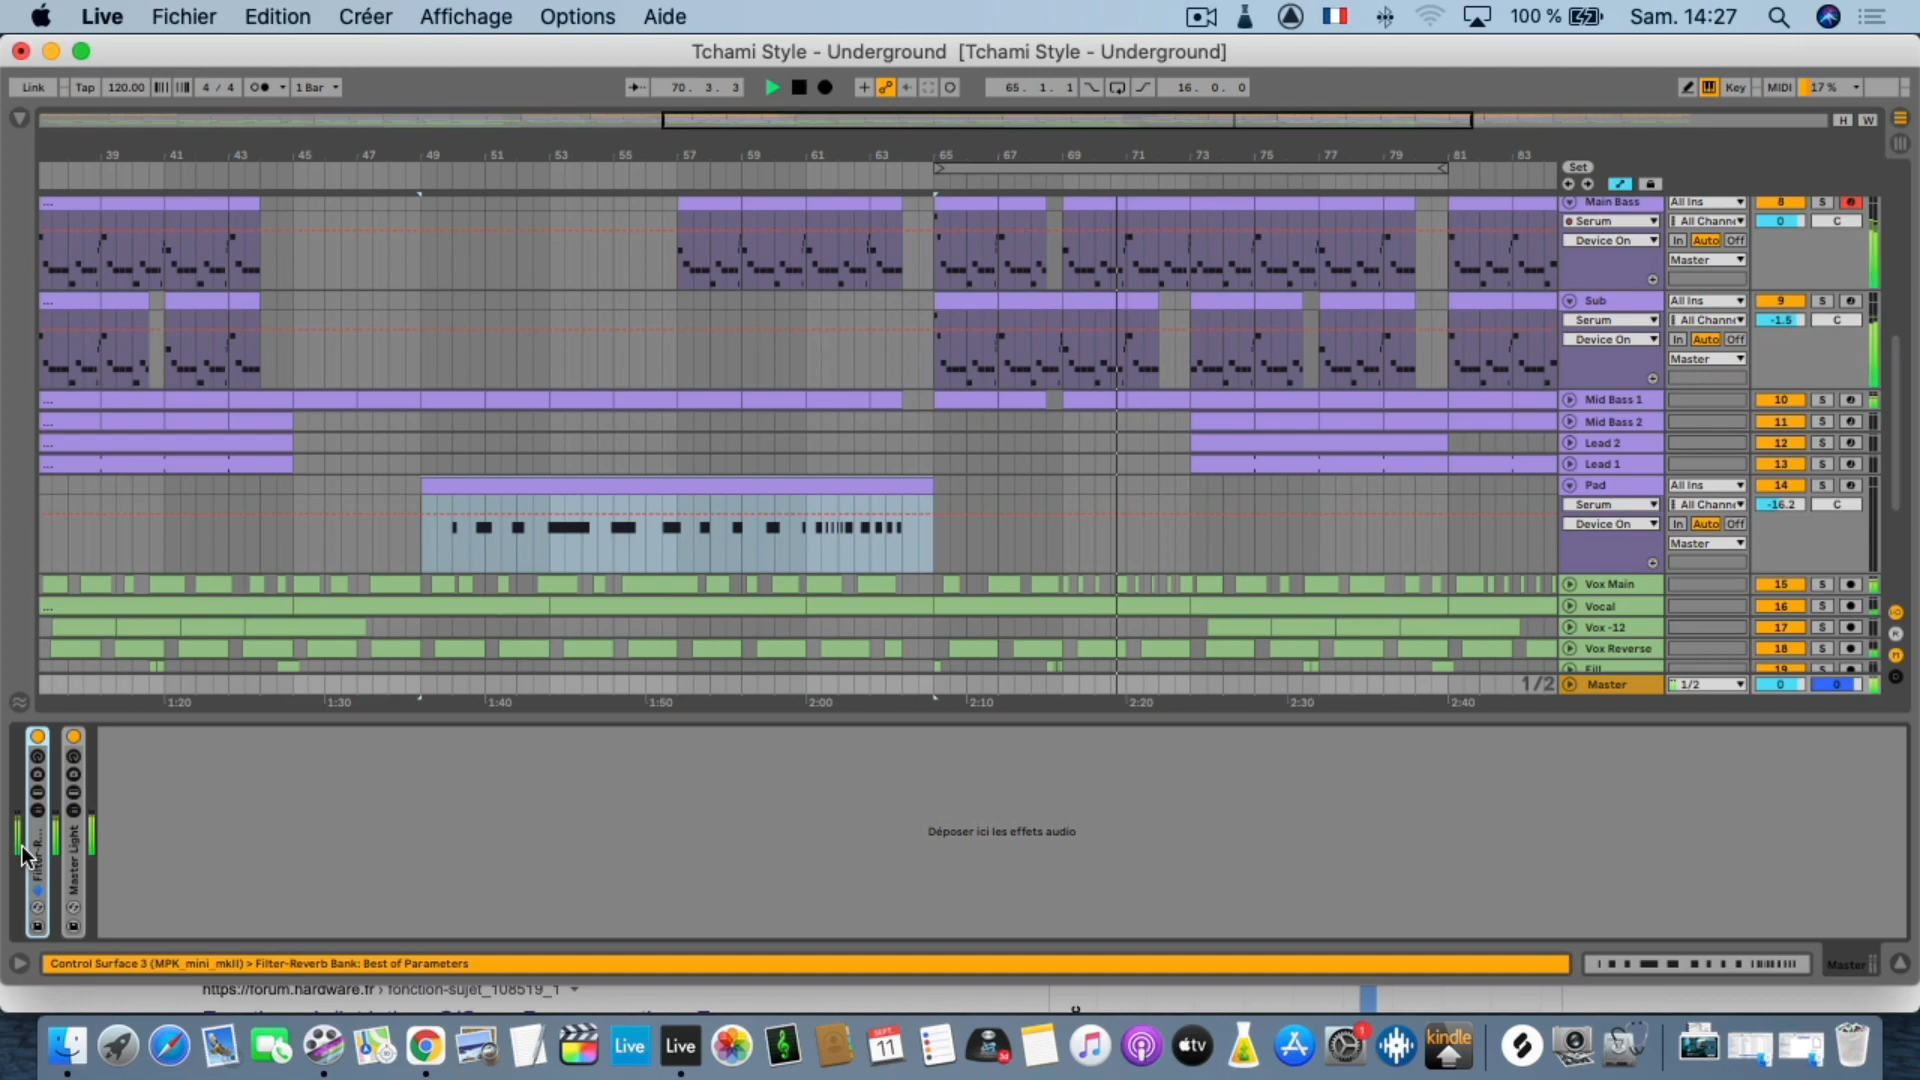 Live Fichier Edition Créer Affichage Options Aide 100 % Sam. 14:27
Tchami Style - Underground [Tchami Style - Underground]
Link Tap 120.00 4 / 4 1 Bar 70. 3. 3 65. 1. 1 16. 0. 0 Key MIDI 17 %
H W
39 41 43 45 47 49 51 53 55 57 59 61 63 65 67 69 71 73 75 77 79 81 83
Set
... Main Bass All Ins 8 S
Serum All Channe 0 C
Device On In Auto Off
Master
... Sub All Ins 9 S
Serum All Channe -1.5 C
Device On In Auto Off
Master
... Mid Bass 1 10 S
... Mid Bass 2 11 S
... Lead 2 12 S
... Lead 1 13 S
Pad All Ins 14 S
Serum All Channe -16.2 C
Device On In Auto Off
Master
Vox Main 15 S
... Vocal 16 S
Vox -12 17 S
Vox Reverse 18 S
Fill 19 S
1/2 Master 1/2 0 0
1:20 1:30 1:40 1:50 2:00 2:10 2:20 2:30 2:40
Filter-R...
Master Light
Déposer ici les effets audio
Control Surface 3 (MPK_mini_mkII) > Filter-Reverb Bank: Best of Parameters
Master
https://forum.hardware.fr › fonction-sujet_108519_1
Live Live SEPT. 11 tv 1 kindle